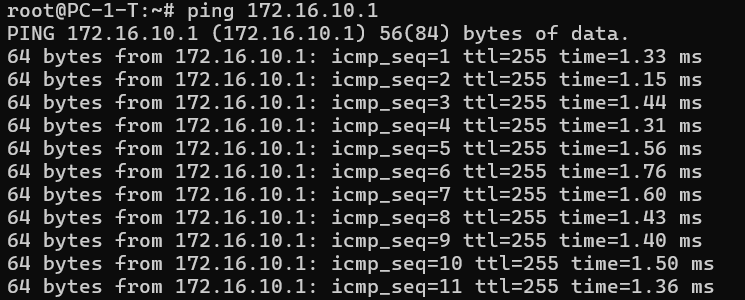 root@PC-1-T:~# ping 172.16.10.1
PING 172.16.10.1 (172.16.10.1) 56(84) bytes of data.
64 bytes from 172.16.10.1: icmp_seq=1 ttl=255 time=1.33 ms
64 bytes from 172.16.10.1: icmp_seq=2 ttl=255 time=1.15 ms
64 bytes from 172.16.10.1: icmp_seq=3 ttl=255 time=1.44 ms
64 bytes from 172.16.10.1: icmp_seq=4 ttl=255 time=1.31 ms
64 bytes from 172.16.10.1: icmp_seq=5 ttl=255 time=1.56 ms
64 bytes from 172.16.10.1: icmp_seq=6 ttl=255 time=1.76 ms
64 bytes from 172.16.10.1: icmp_seq=7 ttl=255 time=1.60 ms
64 bytes from 172.16.10.1: icmp_seq=8 ttl=255 time=1.43 ms
64 bytes from 172.16.10.1: icmp_seq=9 ttl=255 time=1.40 ms
64 bytes from 172.16.10.1: icmp_seq=10 ttl=255 time=1.50 ms
64 bytes from 172.16.10.1: icmp_seq=11 ttl=255 time=1.36 ms